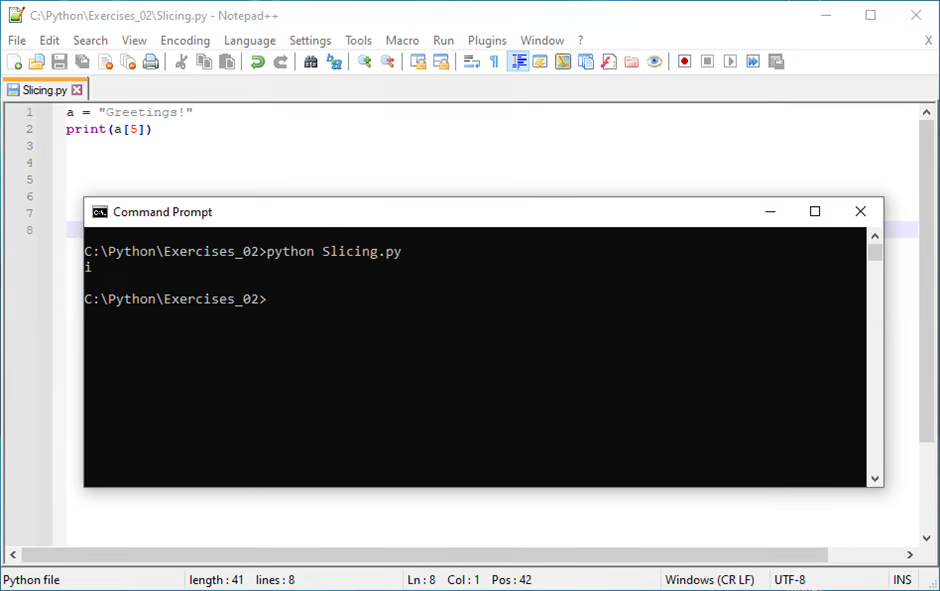 C:\Python\Exercises_02\Slicing.py - Notepad++
File Edit Search View Encoding Language Settings Tools Macro Run Plugins Window ? X
Slicing.py
1 a = "Greetings!"
2 print(a[5])
3
4
5
6
7
8
Command Prompt
C:\Python\Exercises_02>python Slicing.py
i
C:\Python\Exercises_02>
Python file length : 41 lines : 8 Ln : 8 Col : 1 Pos : 42 Windows (CR LF) UTF-8 INS